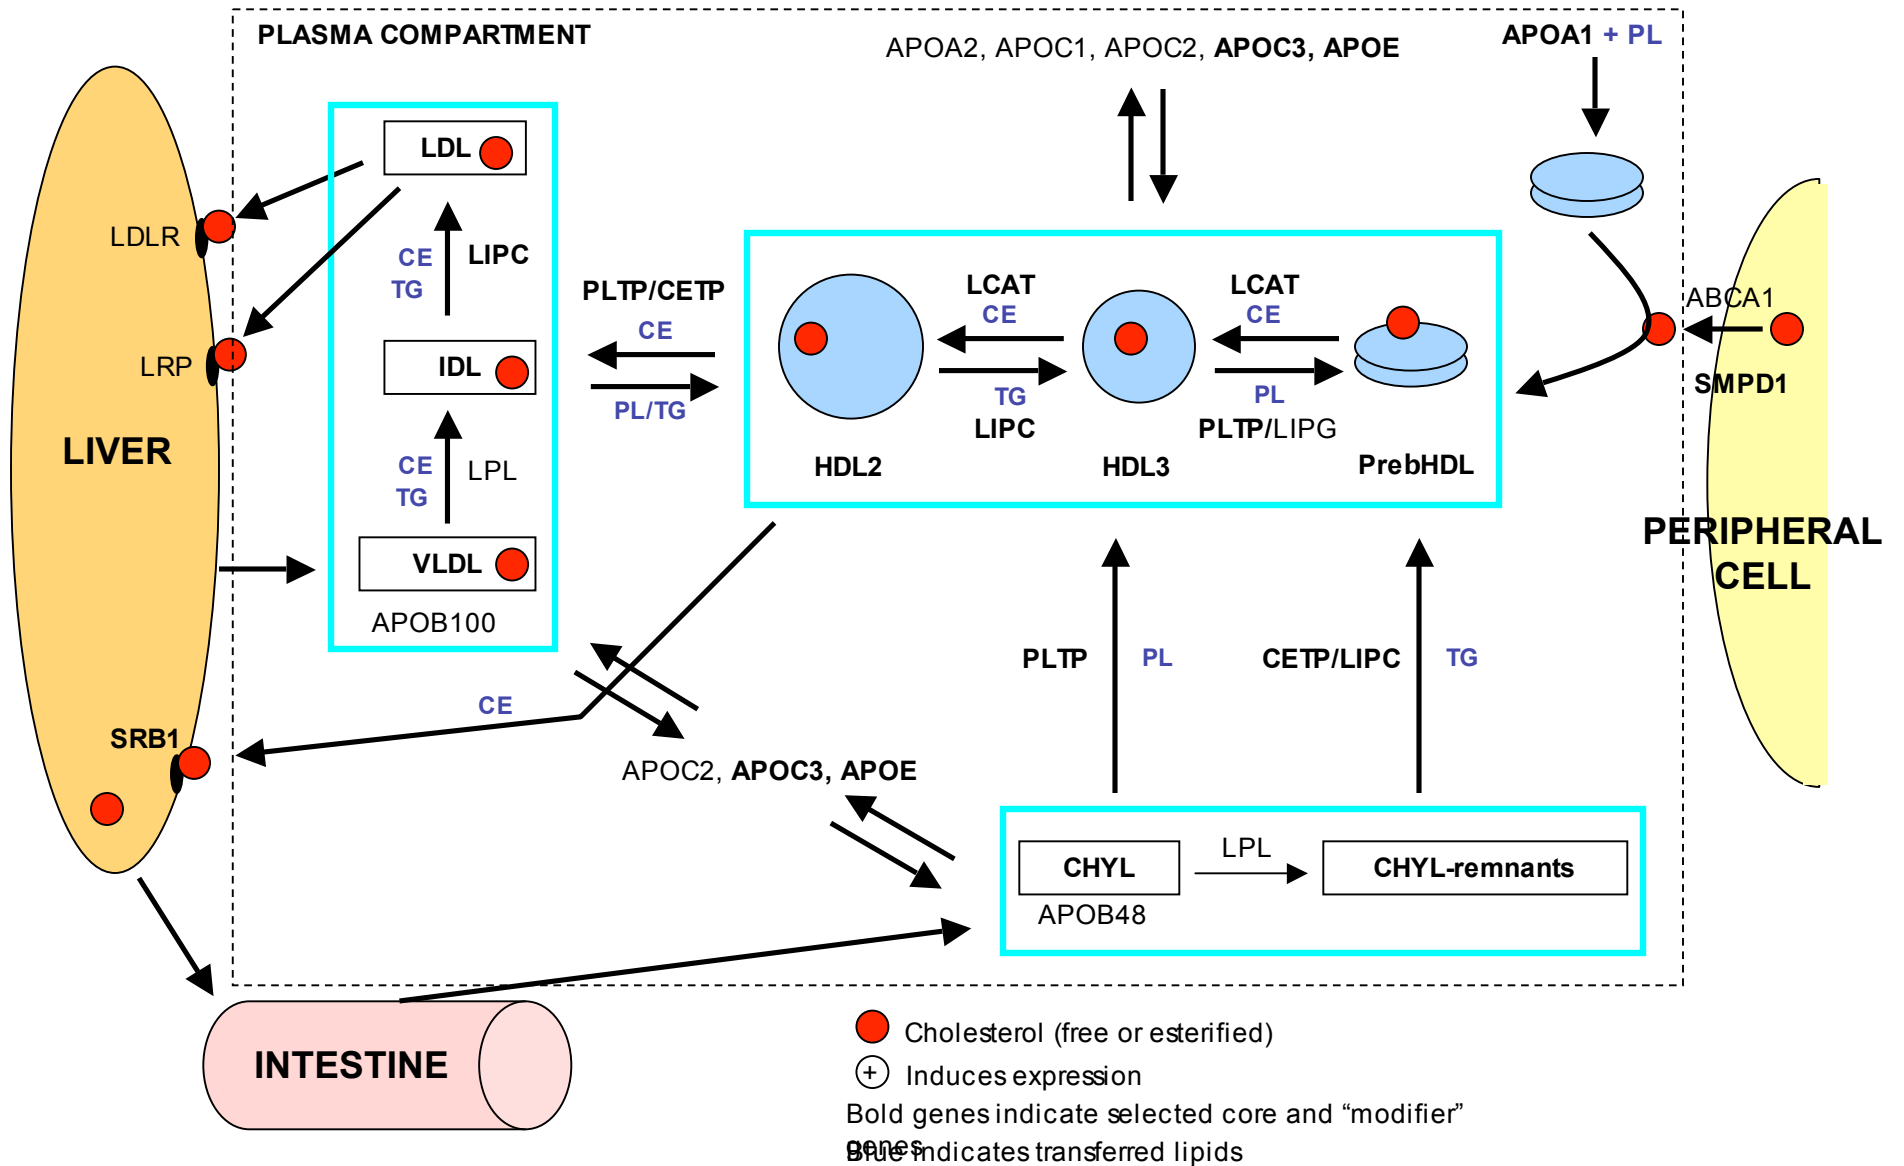 PLASMA COMPARTMENT
APOA2, APOC1, APOC2, APOC3, APOE
APOA1 + PL
LDL
LDLR
CE
TG
LIPC
PLTP/CETP
CE
PL/TG
LRP
IDL
LCAT
CE
TG
LIPC
LCAT
CE
PL
PLTP/LIPG
ABCA1
SMPD1
LIVER
CE
TG
LPL
HDL2
HDL3
PrebHDL
VLDL
APOB100
PERIPHERAL
CELL
PLTP
PL
CETP/LIPC
TG
CE
SRB1
APOC2, APOC3, APOE
CHYL
LPL
CHYL-remnants
APOB48
INTESTINE
Cholesterol (free or esterified)
+ Induces expression
Bold genes indicate selected core and “modifier”
genes
Blue indicates transferred lipids